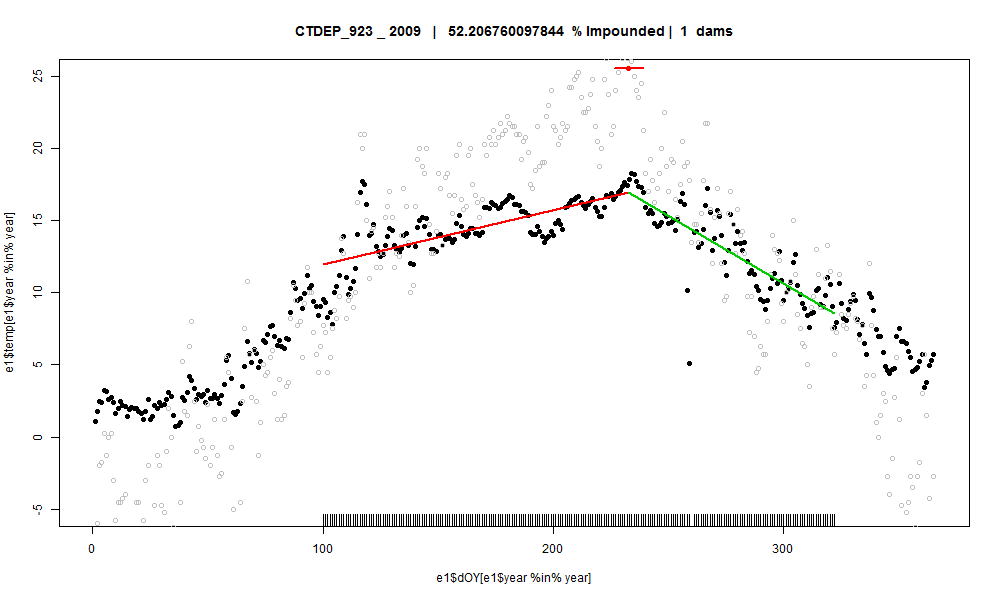 CTDEP_923 _ 2009 | 52.206760097844 % Impounded | 1 dams
25
20
15
10
5
0
-5
e1$temp[e1$year %in% year]
0 100 200 300
e1$dOY[e1$year %in% year]